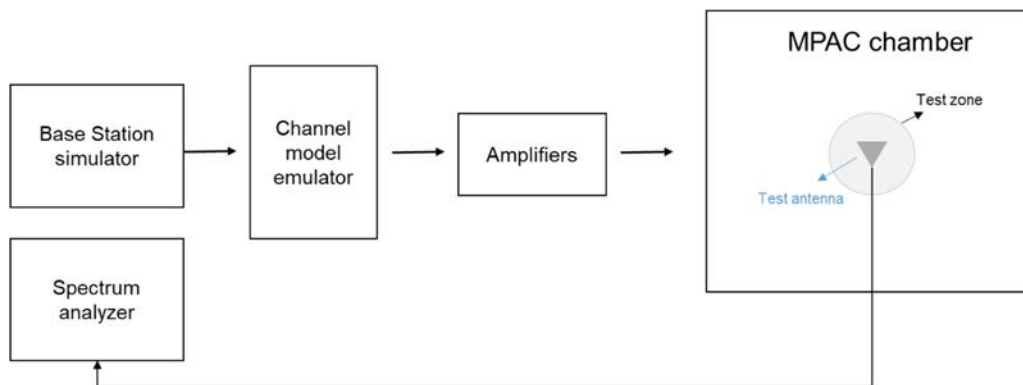 MPAC chamber
Test zone
Test antenna
Base Station
simulator
Channel
model
emulator
Amplifiers
Spectrum
analyzer